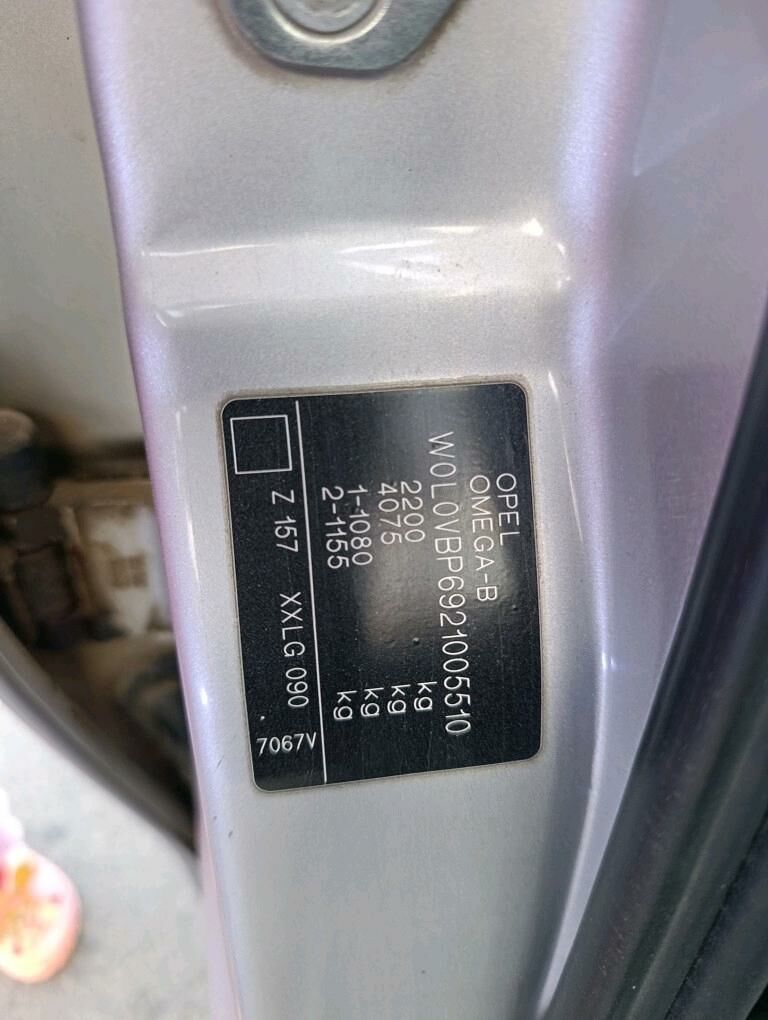 OPEL
OMEGA-B
W0L0VBP6921005510
2200 kg
4075 kg
1-1080 kg
2-1155 kg
Z 157 XXLG 090
7067V